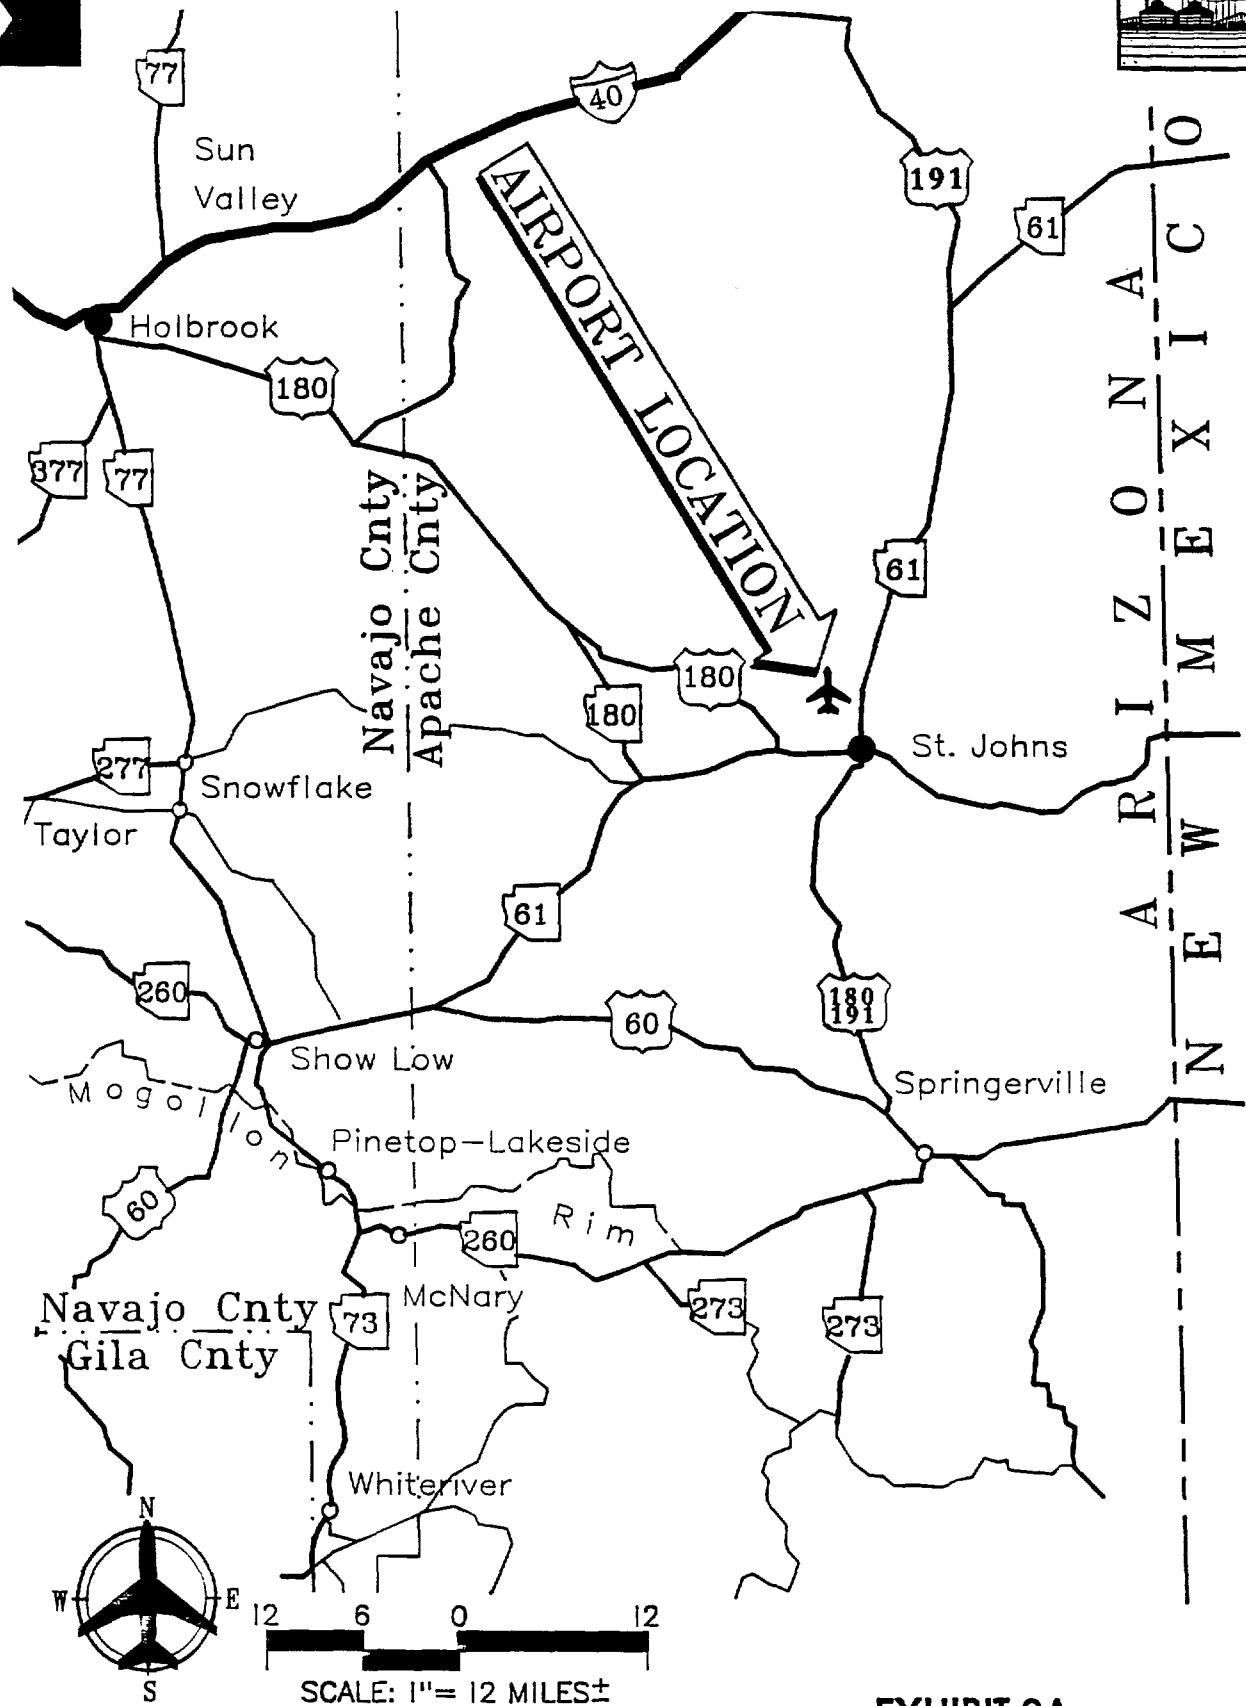 77
40
191
61
Sun
Valley
AIRPORT LOCATION
Holbrook
180
377
77
Navajo Cnty
Apache Cnty
61
180
180
St. Johns
277
Snowflake
Taylor
61
260
60
180
191
Show Low
Springerville
Mogollon
Pinetop-Lakeside
60
Rim
260
McNary
273
273
73
Navajo Cnty
Gila Cnty
Whiteriver
ARIZONA
NEW MEXICO
N
W
E
S
12 6 0 12
SCALE: 1"= 12 MILES±